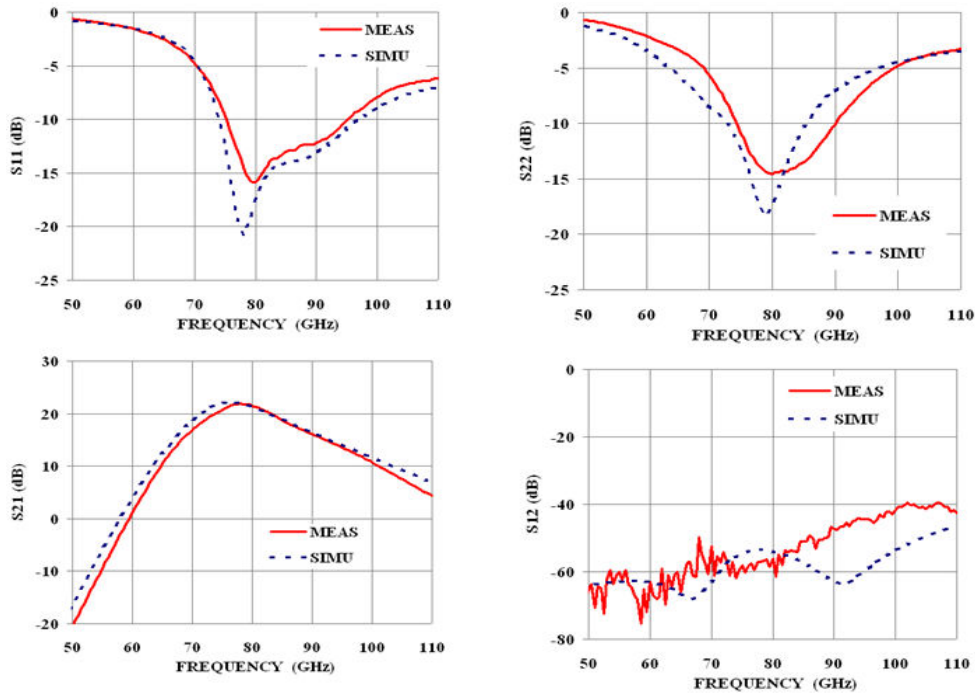 0
-5
-10
-15
-20
-25
S11 (dB)
MEAS
SIMU
50 60 70 80 90 100 110
FREQUENCY (GHz)
0
-5
-10
-15
-20
-25
S22 (dB)
MEAS
SIMU
50 60 70 80 90 100 110
FREQUENCY (GHz)
30
20
10
0
-10
-20
S21 (dB)
MEAS
SIMU
50 60 70 80 90 100 110
FREQUENCY (GHz)
0
-20
-40
-60
-80
S12 (dB)
MEAS
SIMU
50 60 70 80 90 100 110
FREQUENCY (GHz)